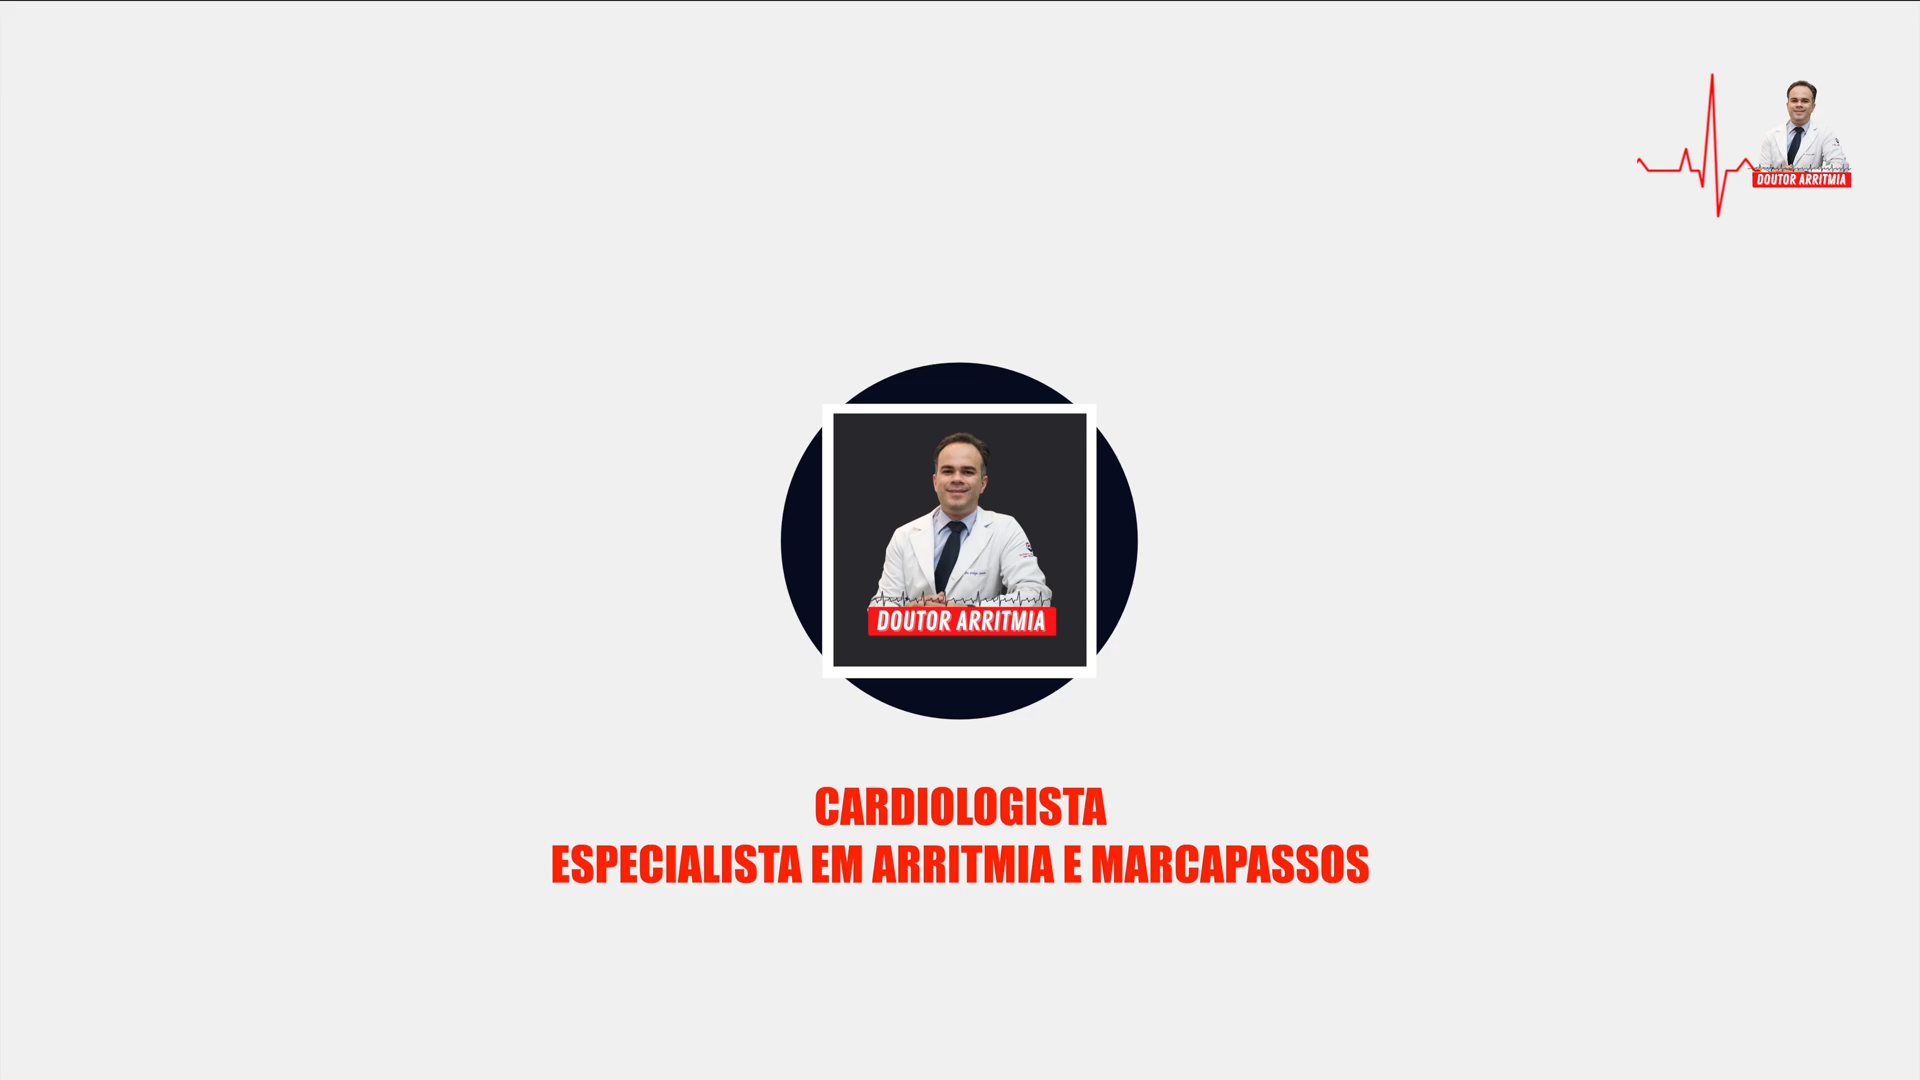 DOUTOR ARRITMIA
DOUTOR ARRITMIA
CARDIOLOGISTA
ESPECIALISTA EM ARRITMIA E MARCAPASSOS